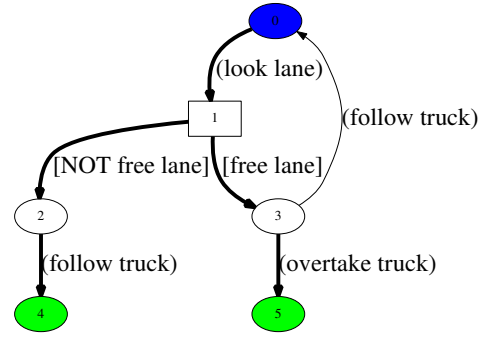 0
(look lane)
1
(follow truck)
[NOT free lane] [free lane]
2
3
(follow truck)
(overtake truck)
4
5